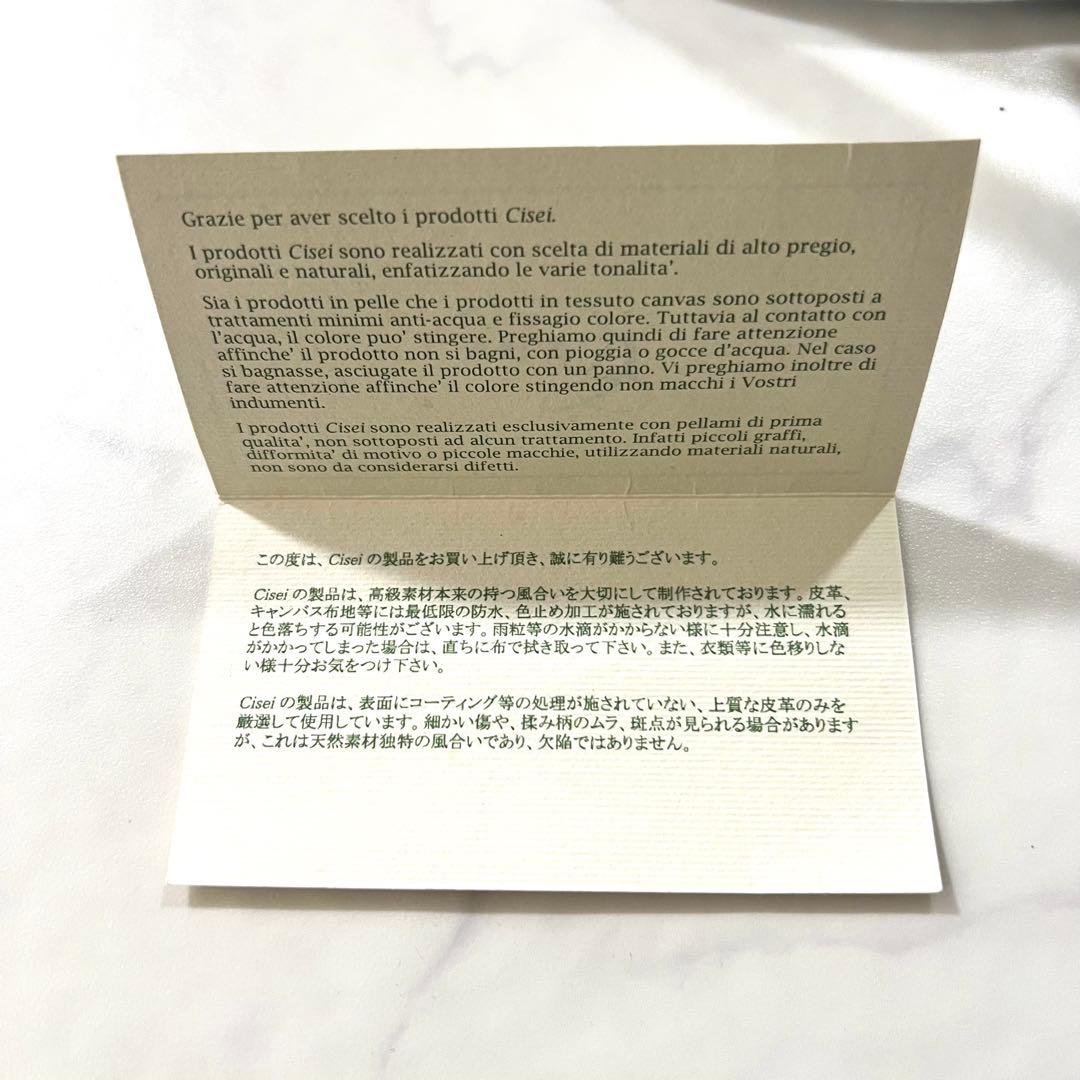 Grazie per aver scelto i prodotti Cisei.
I prodotti Cisei sono realizzati con scelta di materiali di alto pregio,
originali e naturali, enfatizzando le varie tonalita'.
Sia i prodotti in pelle che i prodotti in tessuto canvas sono sottoposti a
trattamenti minimi anti-acqua e fissagio colore. Tuttavia al contatto con
l'acqua, il colore puo' stingere. Preghiamo quindi di fare attenzione
affinche' il prodotto non si bagni, con pioggia o gocce d'acqua. Nel caso
si bagnasse, asciugate il prodotto con un panno. Vi preghiamo inoltre di
fare attenzione affinche' il colore stingendo non macchi i Vostri
indumenti.
I prodotti Cisei sono realizzati esclusivamente con pellami di prima
qualita', non sottoposti ad alcun trattamento. Infatti piccoli graffi,
difformita' di motivo o piccole macchie, utilizzando materiali naturali,
non sono da considerarsi difetti.
この度は、Cisei の製品をお買い上げ頂き、誠に有り難うございます。
Cisei の製品は、高級素材本来の持つ風合いを大切にして制作されております。皮革、
キャンバス布地等には最低限の防水、色止め加工が施されておりますが、水に濡れる
と色落ちする可能性がございます。雨粒等の水滴がかからない様に十分注意し、水滴
がかかってしまった場合は、直ちに布で拭き取って下さい。また、衣類等に色移りしな
い様十分お気をつけ下さい。
Cisei の製品は、表面にコーティング等の処理が施されていない、上質な皮革のみを
厳選して使用しています。細かい傷や、揉み柄のムラ、斑点が見られる場合があります
が、これは天然素材独特の風合いであり、欠陥ではありません。